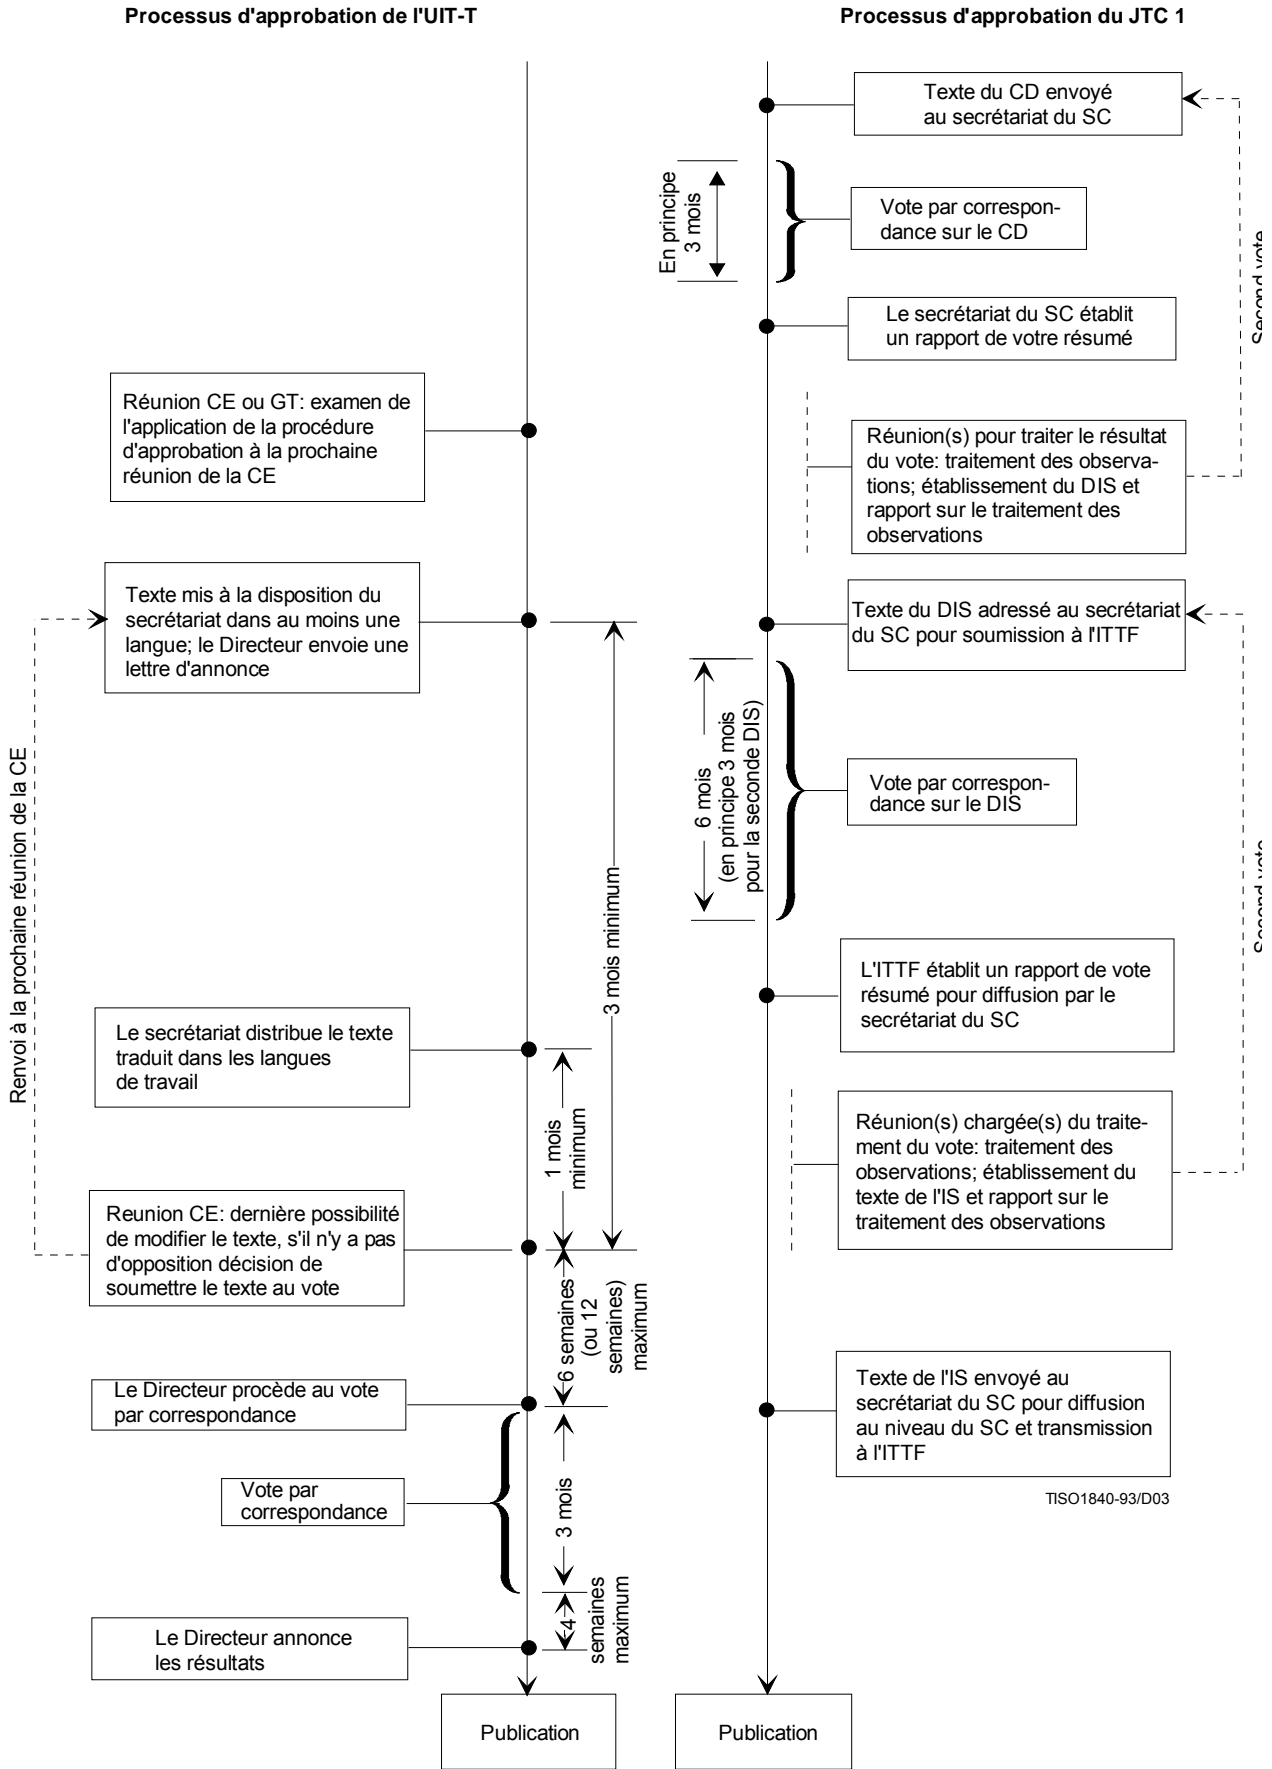 Processus d'approbation de l'UIT-T
Réunion CE ou GT: examen de
l'application de la procédure
d'approbation à la prochaine
réunion de la CE
Texte mis à la disposition du
secrétariat dans au moins une
langue; le Directeur envoie une
lettre d'annonce
Renvoi à la prochaine réunion de la CE
3 mois minimum
Le secrétariat distribue le texte
traduit dans les langues
de travail
1 mois
minimum
Reunion CE: dernière possibilité
de modifier le texte, s'il n'y a pas
d'opposition décision de
soumettre le texte au vote
6 semaines
(ou 12
semaines)
maximum
Le Directeur procède au vote
par correspondance
Vote par
correspondance
3 mois
4
semaines
maximum
Le Directeur annonce
les résultats
Publication
Processus d'approbation du JTC 1
Texte du CD envoyé
au secrétariat du SC
En principe
3 mois
Vote par correspon-
dance sur le CD
Second vote
Le secrétariat du SC établit
un rapport de votre résumé
Réunion(s) pour traiter le résultat
du vote: traitement des observa-
tions; établissement du DIS et
rapport sur le traitement des
observations
Texte du DIS adressé au secrétariat
du SC pour soumission à l'ITTF
6 mois
(en principe 3 mois
pour la seconde DIS)
Vote par correspon-
dance sur le DIS
Second vote
L'ITTF établit un rapport de vote
résumé pour diffusion par le
secrétariat du SC
Réunion(s) chargée(s) du traite-
ment du vote: traitement des
observations; établissement du
texte de l'IS et rapport sur le
traitement des observations
Texte de l'IS envoyé au
secrétariat du SC pour diffusion
au niveau du SC et transmission
à l'ITTF
TISO1840-93/D03
Publication